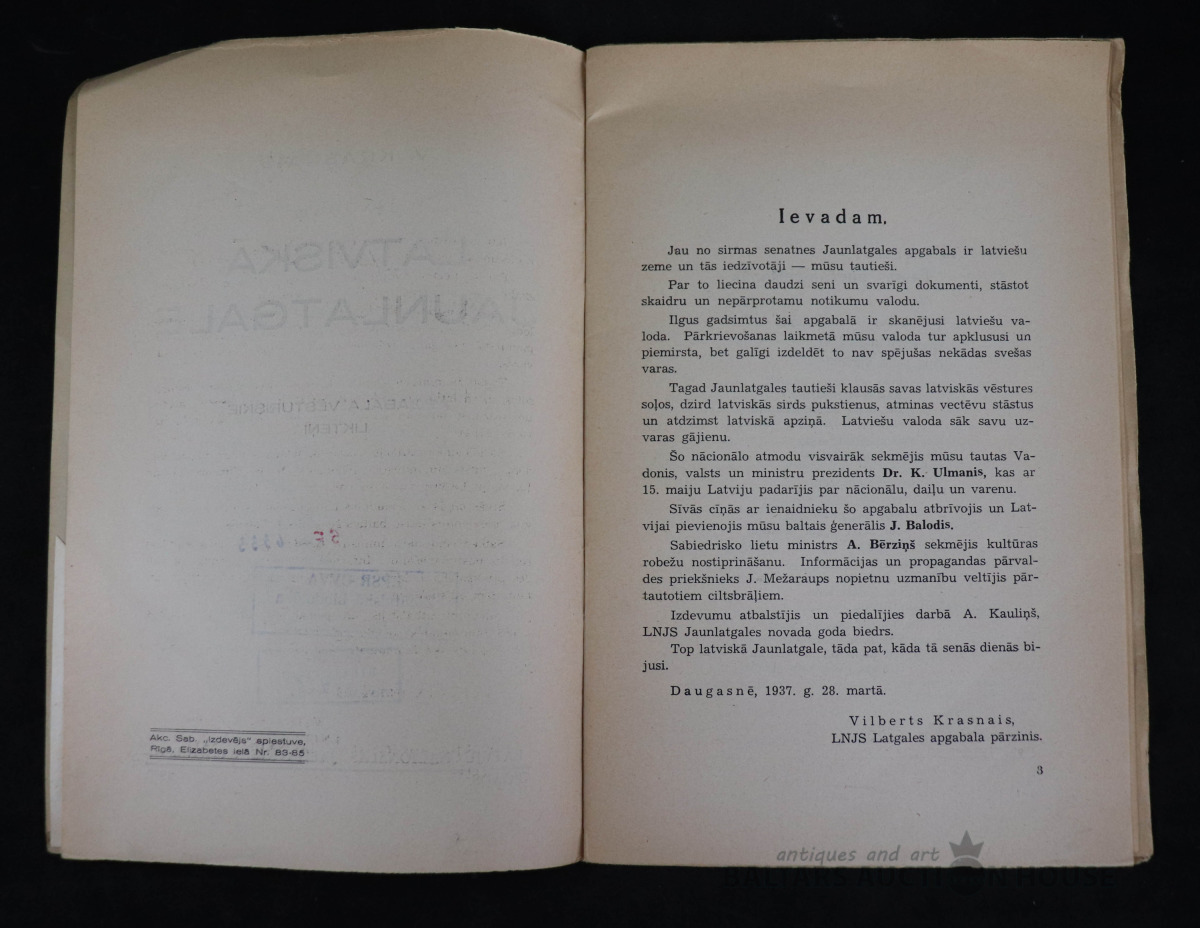 Akc. Sab. „Izdevējs" spiestuve,
Rīgā, Elizabetes ielā Nr. 83-85
Ievadam.
Jau no sirmas senatnes Jaunlatgales apgabals ir latviešu
zeme un tās iedzīvotāji — mūsu tautieši.
Par to liecina daudzi seni un svarīgi dokumenti, stāstot
skaidru un nepārprotamu notikumu valodu.
Ilgus gadsimtus šai apgabalā ir skanējusi latviešu va-
loda. Pārkrievošanas laikmetā mūsu valoda tur apklususi un
piemirsta, bet galīgi izdeldēt to nav spējušas nekādas svešas
varas.
Tagad Jaunlatgales tautieši klausās savas latviskās vēstures
soļos, dzird latviskās sirds pukstienus, atminas vectēvu stāstus
un atdzimst latviskā apziņā. Latviešu valoda sāk savu uz-
varas gājienu.
Šo nācionālo atmodu visvairāk sekmējis mūsu tautas Va-
donis, valsts un ministru prezidents Dr. K. Ulmanis, kas ar
15. maiju Latviju padarījis par nācionālu, daiļu un varenu.
Sīvās cīņās ar ienaidnieku šo apgabalu atbrīvojis un Lat-
vijai pievienojis mūsu baltais ģenerālis J. Balodis.
Sabiedrisko lietu ministrs A. Bērziņš sekmējis kultūras
robežu nostiprināšanu. Informācijas un propagandas pārval-
des priekšnieks J. Mežaraups nopietnu uzmanību veltījis pār-
tautotiem ciltsbrāļiem.
Izdevumu atbalstījis un piedalījies darbā A. Kauliņš,
LNJS Jaunlatgales novada goda biedrs.
Top latviskā Jaunlatgale, tāda pat, kāda tā senās dienās bi-
jusi.
Daugasnē, 1937. g. 28. martā.
Vilberts Krasnais,
LNJS Latgales apgabala pārzinis.
3
antiques and art
BALTARS AUCTION HOUSE